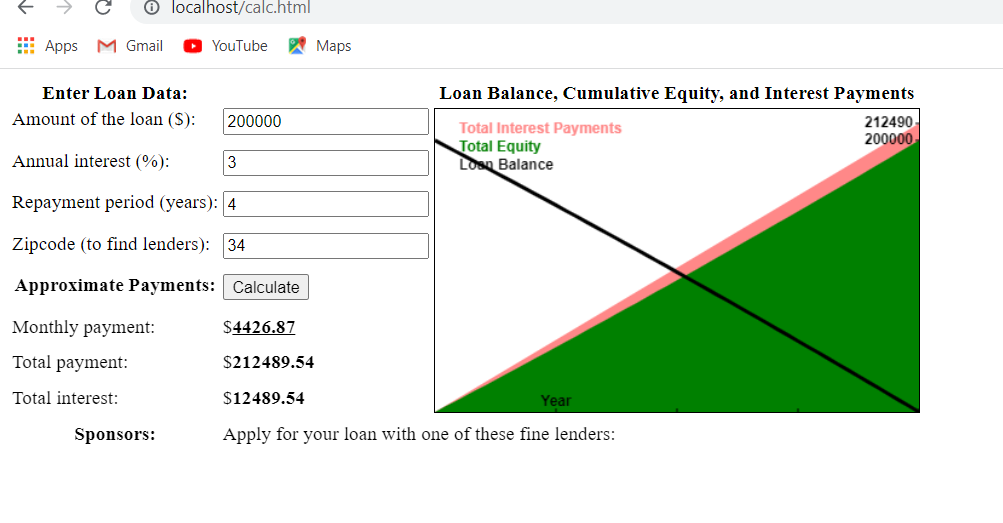 localhost/calc.html
Apps Gmail YouTube Maps
Enter Loan Data:
Amount of the loan ($): 200000
Annual interest (%): 3
Repayment period (years): 4
Zipcode (to find lenders): 34
Approximate Payments: Calculate
Monthly payment: $4426.87
Total payment: $212489.54
Total interest: $12489.54
Sponsors: Apply for your loan with one of these fine lenders:
Loan Balance, Cumulative Equity, and Interest Payments
Total Interest Payments
Total Equity
Loan Balance
212490
200000
Year